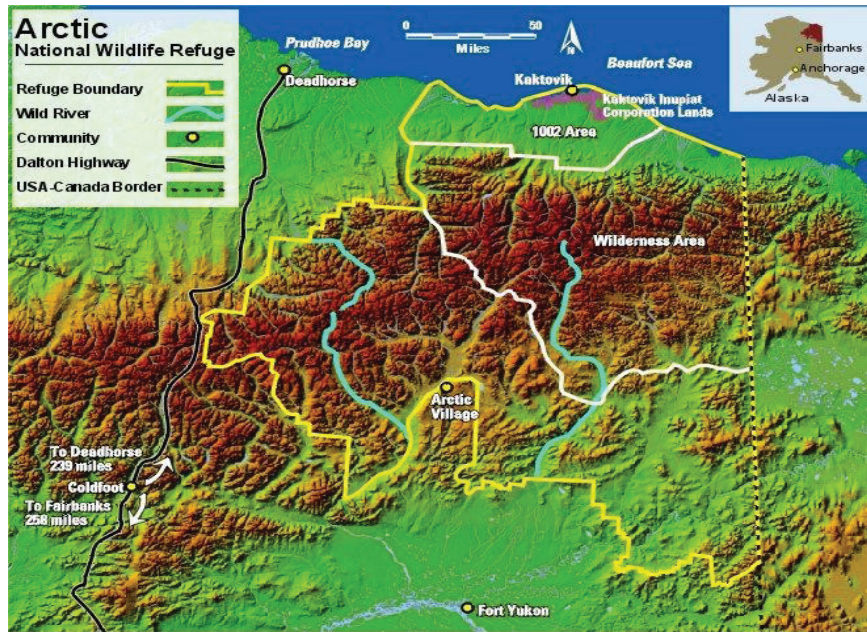 Arctic
National Wildlife Refuge
Refuge Boundary
Wild River
Community
Dalton Highway
USA-Canada Border
Prudhoe Bay
Deadhorse
0 50
Miles
N
Beaufort Sea
Kaktovik
Kaktovik Inupiat
Corporation Lands
1002 Area
Fairbanks
Anchorage
Alaska
Wilderness Area
Arctic
Village
To Deadhorse
239 miles
Coldfoot
To Fairbanks
258 miles
Fort Yukon